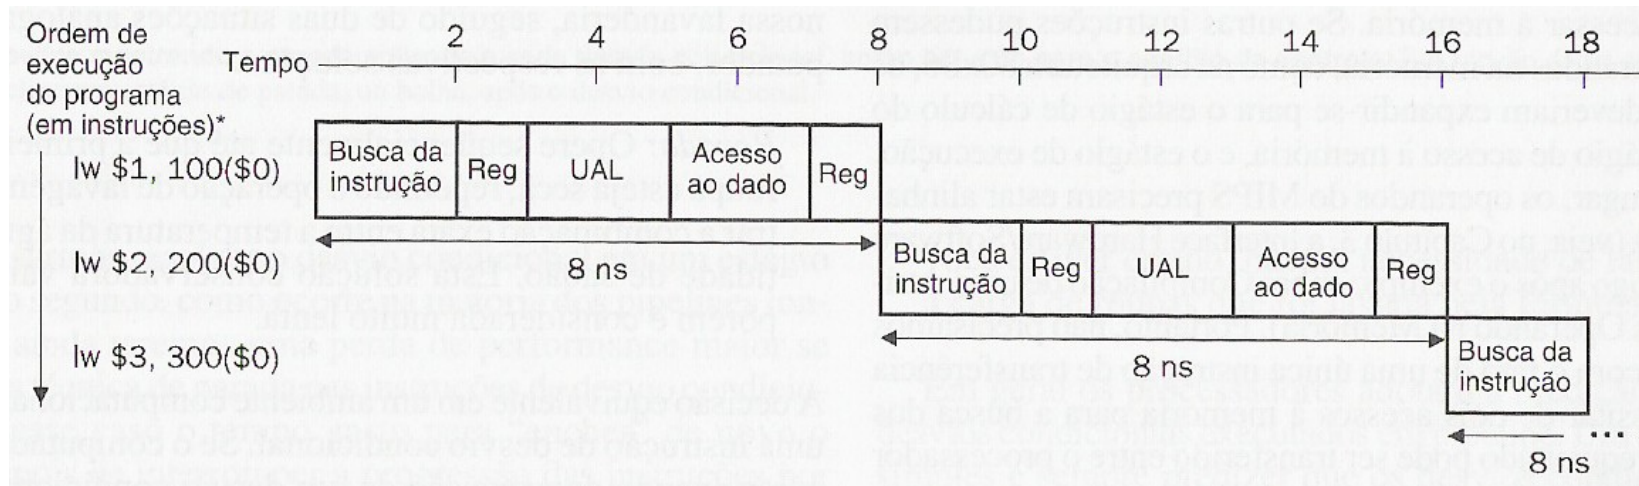 Ordem de
execução
do programa
(em instruções)*
Tempo
2 4 6 8 10 12 14 16 18
lw $1, 100($0)
Busca da
instrução
Reg
UAL
Acesso
ao dado
Reg
8 ns
lw $2, 200($0)
Busca da
instrução
Reg
UAL
Acesso
ao dado
Reg
8 ns
lw $3, 300($0)
Busca da
instrução
...
8 ns